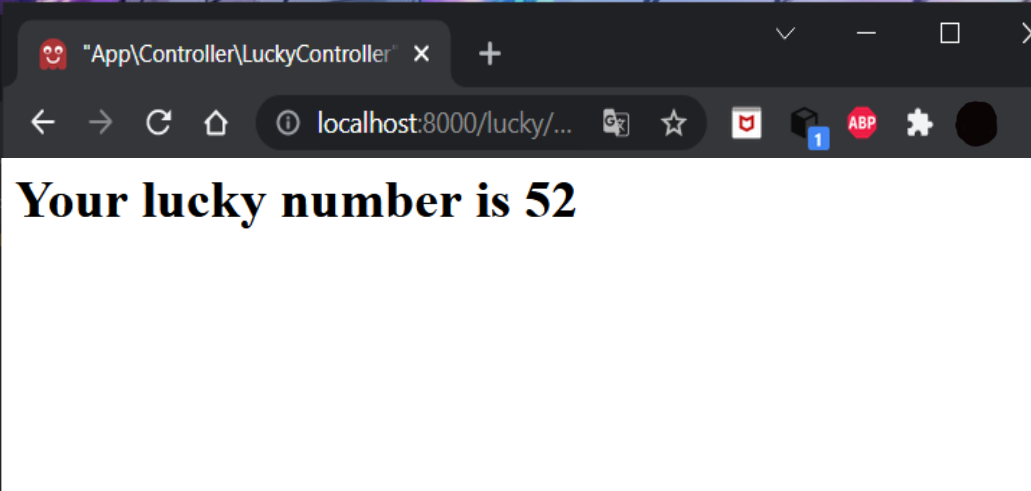 "App\Controller\LuckyController"
localhost:8000/lucky/...
1
ABP
Your lucky number is 52